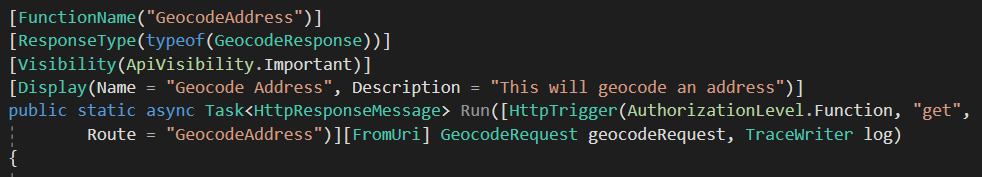 [FunctionName("GeocodeAddress")]
[ResponseType(typeof(GeocodeResponse))]
[Visibility(ApiVisibility.Important)]
[Display(Name = "Geocode Address", Description = "This will geocode an address")]
public static async Task<HttpResponseMessage> Run([HttpTrigger(AuthorizationLevel.Function, "get",
Route = "GeocodeAddress")][FromUri] GeocodeRequest geocodeRequest, TraceWriter log)
{